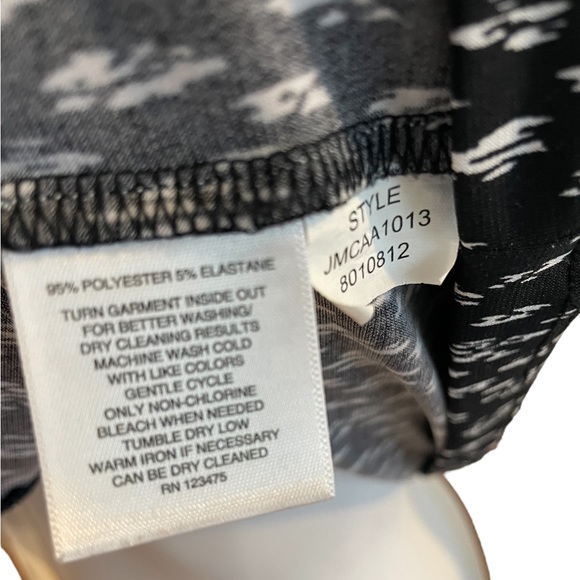 95% POLYESTER 5% ELASTANE
TURN GARMENT INSIDE OUT
FOR BETTER WASHING/
DRY CLEANING RESULTS
MACHINE WASH COLD
WITH LIKE COLORS
GENTLE CYCLE
ONLY NON-CHLORINE
BLEACH WHEN NEEDED
TUMBLE DRY LOW
WARM IRON IF NECESSARY
CAN BE DRY CLEANED
RN 123475
STYLE
JMCAA1013
8010812